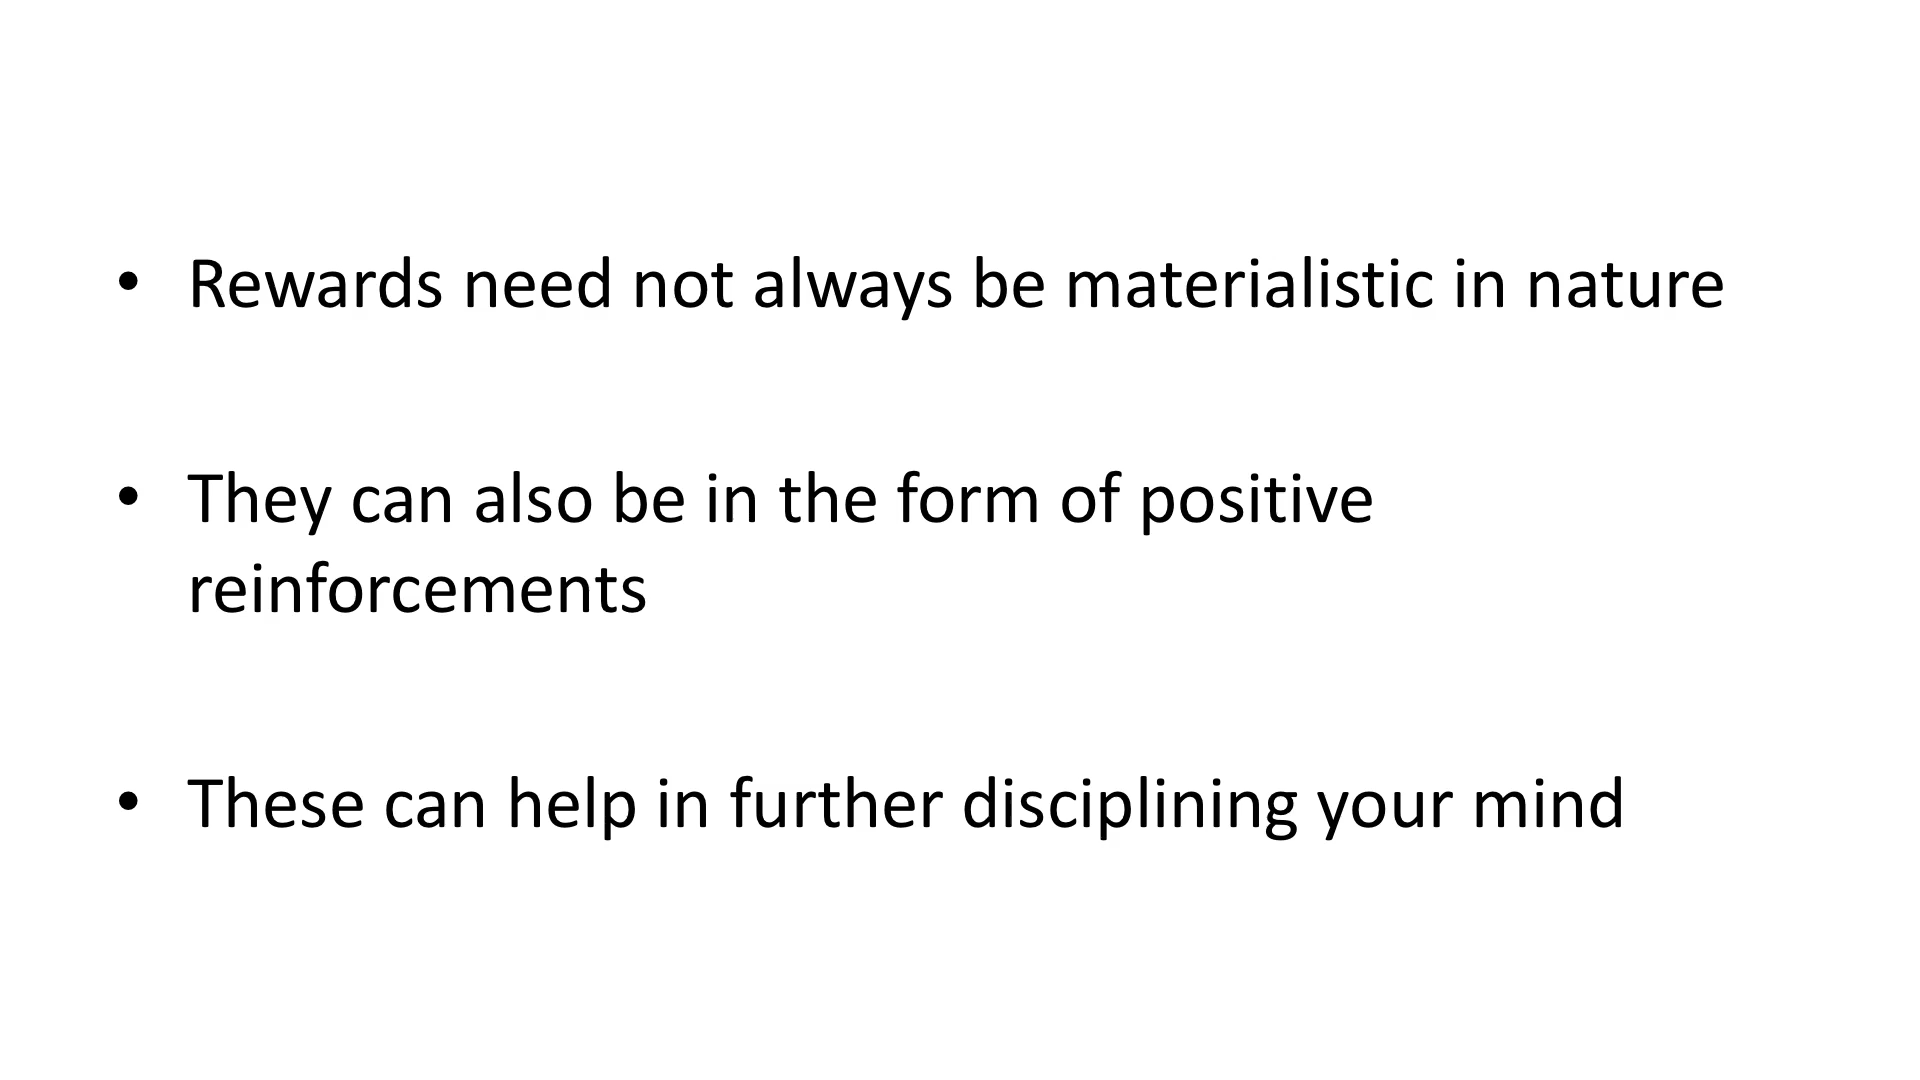 • Rewards need not always be materialistic in nature
• They can also be in the form of positive
reinforcements
• These can help in further disciplining your mind